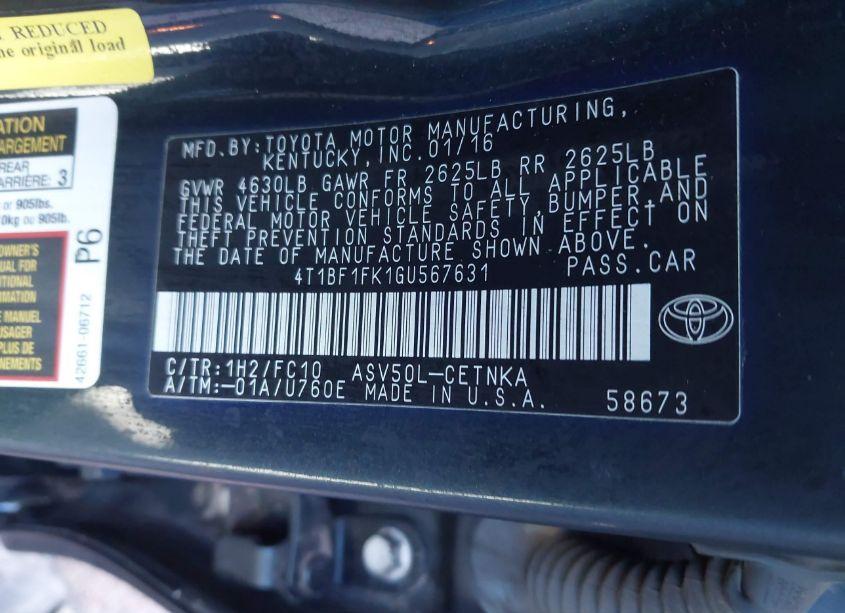 REDUCED
he original load
ATION
ARGEMENT
REAR
ARRIÈRE: 3
or 905lbs.
0kg ou 905lb.
OWNER'S
UAL FOR
ITIONAL
RMATION
E MANUEL
USAGER
PLUS DE
NEMENTS
P6
42661-06712
MFD.BY:TOYOTA MOTOR MANUFACTURING,
KENTUCKY,INC.01/16
GVWR 4630LB GAWR FR 2625LB RR 2625LB
THIS VEHICLE CONFORMS TO ALL APPLICABLE
FEDERAL MOTOR VEHICLE SAFETY,BUMPER,AND
THEFT PREVENTION STANDARDS IN EFFECT ON
THE DATE OF MANUFACTURE SHOWN ABOVE.
4T1BF1FK1GU567631 PASS.CAR
C/TR:1H2/FC10 ASV50L-CETNKA
A/TM:-01A/U760E MADE IN U.S.A. 58673